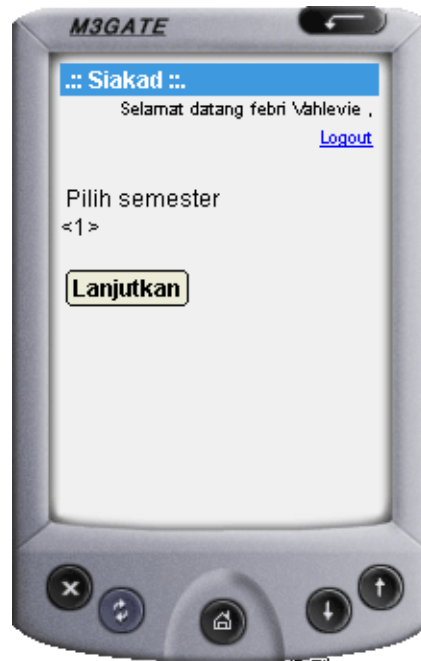 M3GATE
.:: Siakad ::.
Selamat datang febri Vahlevie ,
Logout
Pilih semester
<1>
Lanjutkan